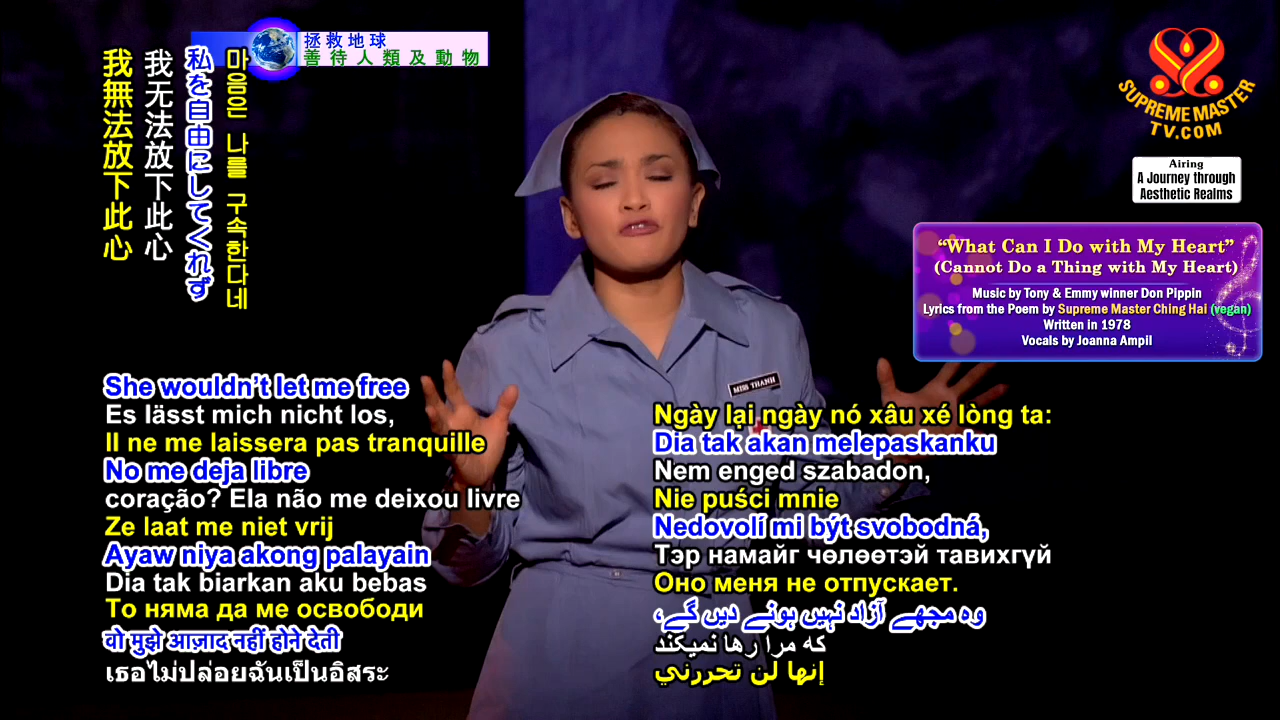 拯救地球
善待人類及動物
我無法放下此心
我无法放下此心
私を自由にしてくれず
마음은 나를 구속한다네
SUPREME MASTER
TV.COM
Airing
A Journey through
Aesthetic Realms
“What Can I Do with My Heart”
(Cannot Do a Thing with My Heart)
Music by Tony & Emmy winner Don Pippin
Lyrics from the Poem by Supreme Master Ching Hai (vegan)
Written in 1978
Vocals by Joanna Ampil
MISS THANH
She wouldn’t let me free
Es lässt mich nicht los,
Il ne me laissera pas tranquille
No me deja libre
coração? Ela não me deixou livre
Ze laat me niet vrij
Ayaw niya akong palayain
Dia tak biarkan aku bebas
То няма да ме освободи
वो मुझे आज़ाद नहीं होने देती
เธอไม่ปล่อยฉันเป็นอิสระ
Ngày lại ngày nó xâu xé lòng ta:
Dia tak akan melepaskanku
Nem enged szabadon,
Nie puści mnie
Nedovolí mi být svobodná,
Тэр намайг чөлөөтэй тавихгүй
Оно меня не отпускает.
وہ مجھے آزاد نہیں ہونے دیں گے،
که مرا رها نمیکند
إنها لن تحررني